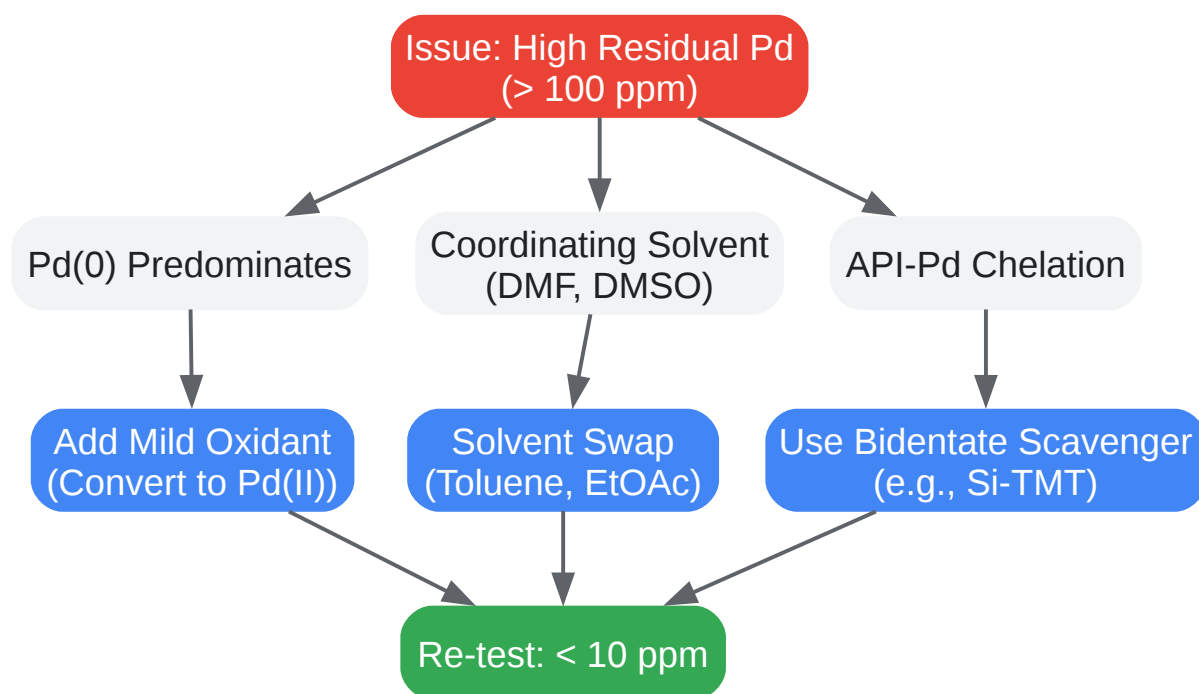 Issue: High Residual Pd
(> 100 ppm)
Pd(0) Predominates
Coordinating Solvent
(DMF, DMSO)
API-Pd Chelation
Add Mild Oxidant
(Convert to Pd(II))
Solvent Swap
(Toluene, EtOAc)
Use Bidentate Scavenger
(e.g., Si-TMT)
Re-test: < 10 ppm